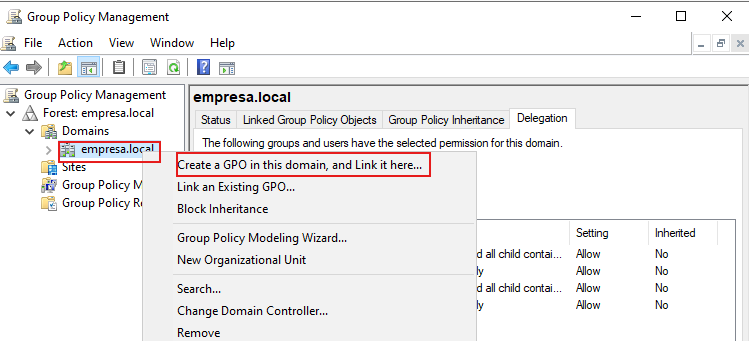 Group Policy Management
File Action View Window Help
Group Policy Management
Forest: empresa.local
Domains
empresa.local
Sites
Group Policy M
Group Policy Re
empresa.local
Status Linked Group Policy Objects Group Policy Inheritance Delegation
The following groups and users have the selected permission for this domain.
Create a GPO in this domain, and Link it here...
Link an Existing GPO...
Block Inheritance
Group Policy Modeling Wizard...
New Organizational Unit
Search...
Change Domain Controller...
Remove
Setting Inherited
d all child contai... Allow No
ly Allow No
d all child contai... Allow No
ly Allow No